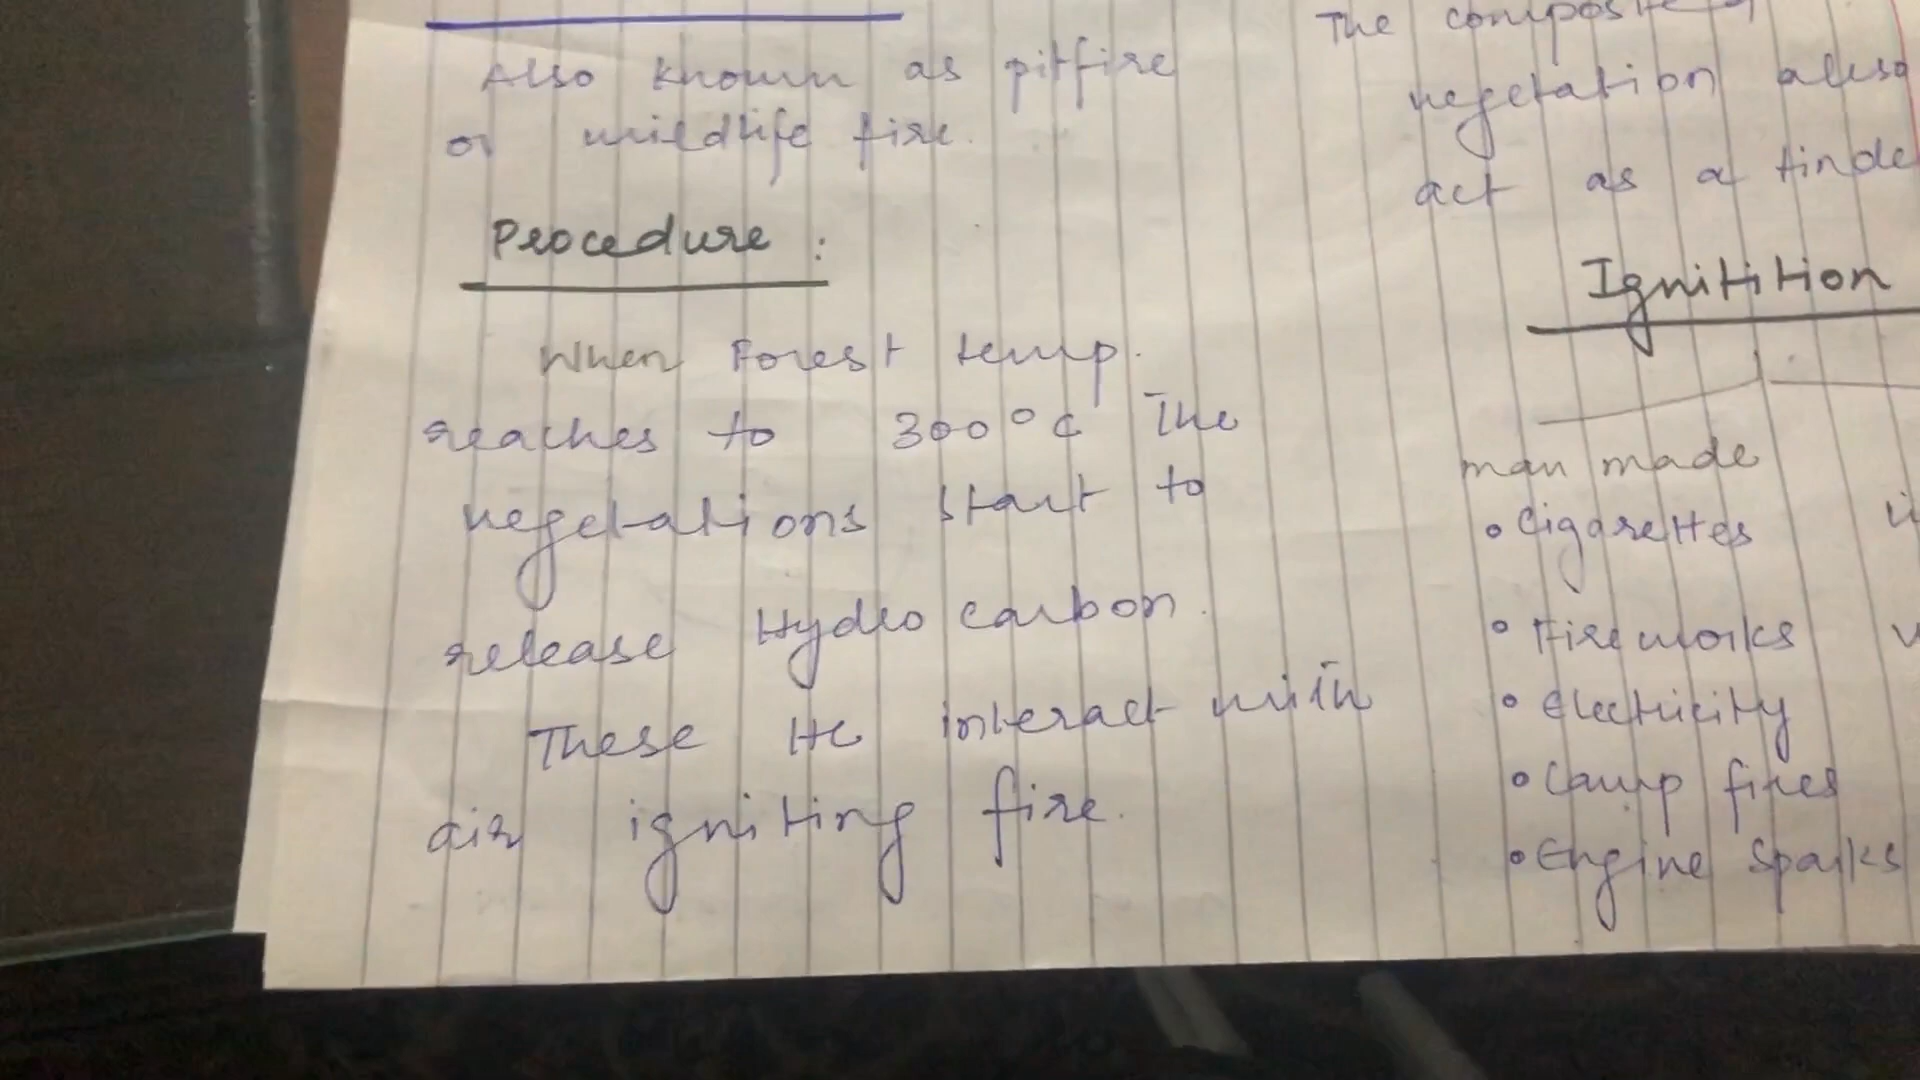 Also known as pitfire
or wildlife fire.
Procedure :
When Forest temp.
reaches to 300°C The
vegetations start to
release Hydro carbon.
These HC interact with
air igniting fire.
The
vegetation also
act as a
Ignitition
man made
• Cigarettes
• Fireworks
• Electricity
• Camp fires
• Engine Sparks